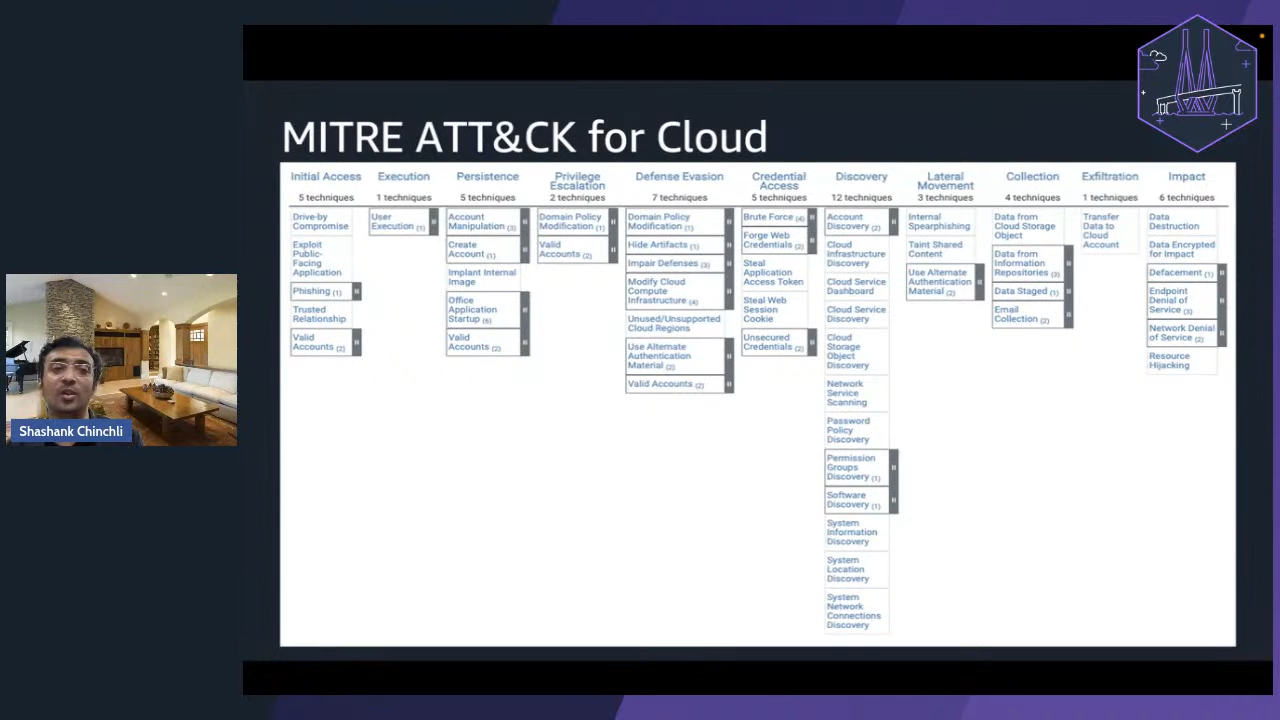 MITRE ATT&CK for Cloud
Initial Access
5 techniques
Drive-by
Compromise
Exploit
Public-
Facing
Application
Phishing (1)
Trusted
Relationship
Valid
Accounts (2)
Execution
1 techniques
User
Execution (1)
Persistence
5 techniques
Account
Manipulation (3)
Create
Account (1)
Implant Internal
Image
Office
Application
Startup (6)
Valid
Accounts (2)
Privilege
Escalation
2 techniques
Domain Policy
Modification (1)
Valid
Accounts (2)
Defense Evasion
7 techniques
Domain Policy
Modification (1)
Hide Artifacts (1)
Impair Defenses (3)
Modify Cloud
Compute
Infrastructure (4)
Unused/Unsupported
Cloud Regions
Use Alternate
Authentication
Material (2)
Valid Accounts (2)
Credential
Access
5 techniques
Brute Force (4)
Forge Web
Credentials (2)
Steal
Application
Access Token
Steal Web
Session
Cookie
Unsecured
Credentials (2)
Discovery
12 techniques
Account
Discovery (2)
Cloud
Infrastructure
Discovery
Cloud Service
Dashboard
Cloud Service
Discovery
Cloud
Storage
Object
Discovery
Network
Service
Scanning
Password
Policy
Discovery
Permission
Groups
Discovery (1)
Software
Discovery (1)
System
Information
Discovery
System
Location
Discovery
System
Network
Connections
Discovery
Lateral
Movement
3 techniques
Internal
Spearphishing
Taint Shared
Content
Use Alternate
Authentication
Material (2)
Collection
4 techniques
Data from
Cloud Storage
Object
Data from
Information
Repositories (3)
Data Staged (1)
Email
Collection (2)
Exfiltration
1 techniques
Transfer
Data to
Cloud
Account
Impact
6 techniques
Data
Destruction
Data Encrypted
for Impact
Defacement (1)
Endpoint
Denial of
Service (3)
Network Denial
of Service (2)
Resource
Hijacking
Shashank Chinchli